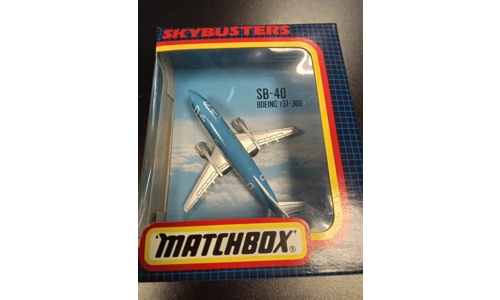 SKYBUSTERS
SB-40
BOEING 737-300
MATCHBOX®